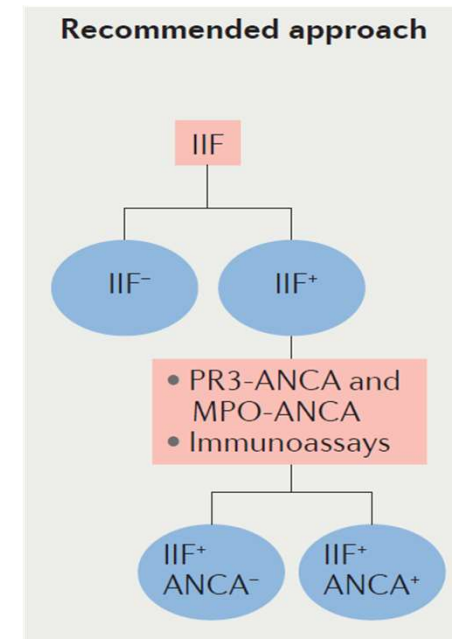 Recommended approach
IIF
IIF⁻
IIF⁺
• PR3-ANCA and
MPO-ANCA
• Immunoassays
IIF⁺
ANCA⁻
IIF⁺
ANCA⁺